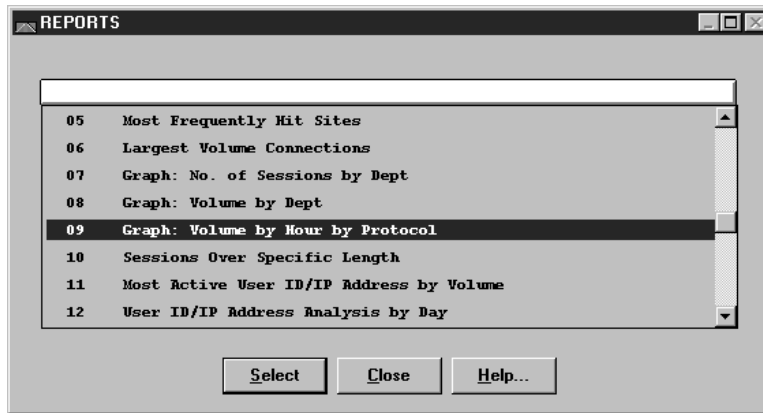 REPORTS
05 Most Frequently Hit Sites
06 Largest Volume Connections
07 Graph: No. of Sessions by Dept
08 Graph: Volume by Dept
09 Graph: Volume by Hour by Protocol
10 Sessions Over Specific Length
11 Most Active User ID/IP Address by Volume
12 User ID/IP Address Analysis by Day
Select Close Help...